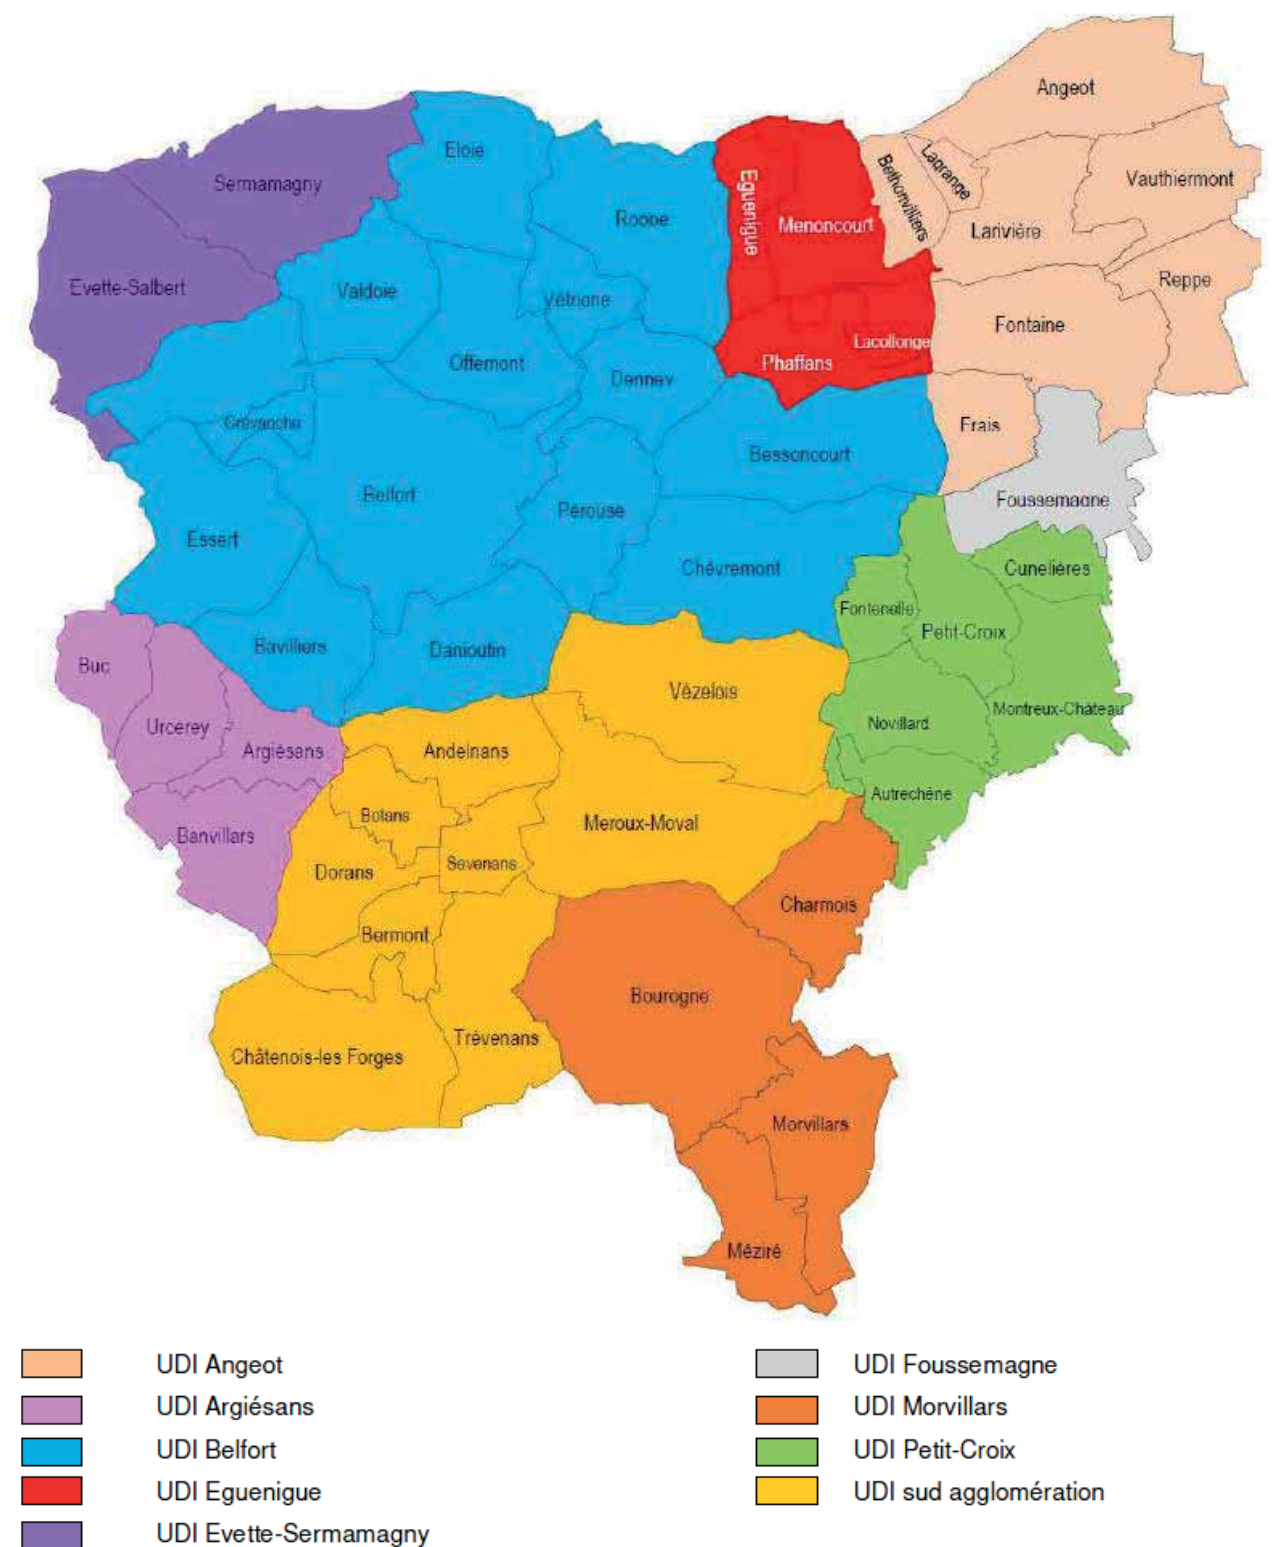 Angeot
Eloie
Lagrange
Bethonvilliers
Vauthiermont
Sermamagny
Eguenigue
Roppe
Menoncourt
Larivière
Reppe
Evette-Salbert
Valdoie
Vétrigne
Fontaine
Lacollonge
Offemont
Phaffans
Denney
Cravanche
Frais
Bessoncourt
Belfort
Foussemagne
Pérouse
Essert
Chèvremont
Cunelières
Fontenelle
Petit-Croix
Bavilliers
Danjoutin
Buc
Vézelois
Montreux-Château
Urcerey
Novillard
Argiésans
Andelnans
Autrechêne
Botans
Meroux-Moval
Banvillars
Sevenans
Dorans
Charmois
Bermont
Bourogne
Trévenans
Châtenois-les Forges
Morvillars
Méziré
UDI Angeot
UDI Argiésans
UDI Belfort
UDI Eguenigue
UDI Evette-Sermamagny
UDI Foussemagne
UDI Morvillars
UDI Petit-Croix
UDI sud agglomération